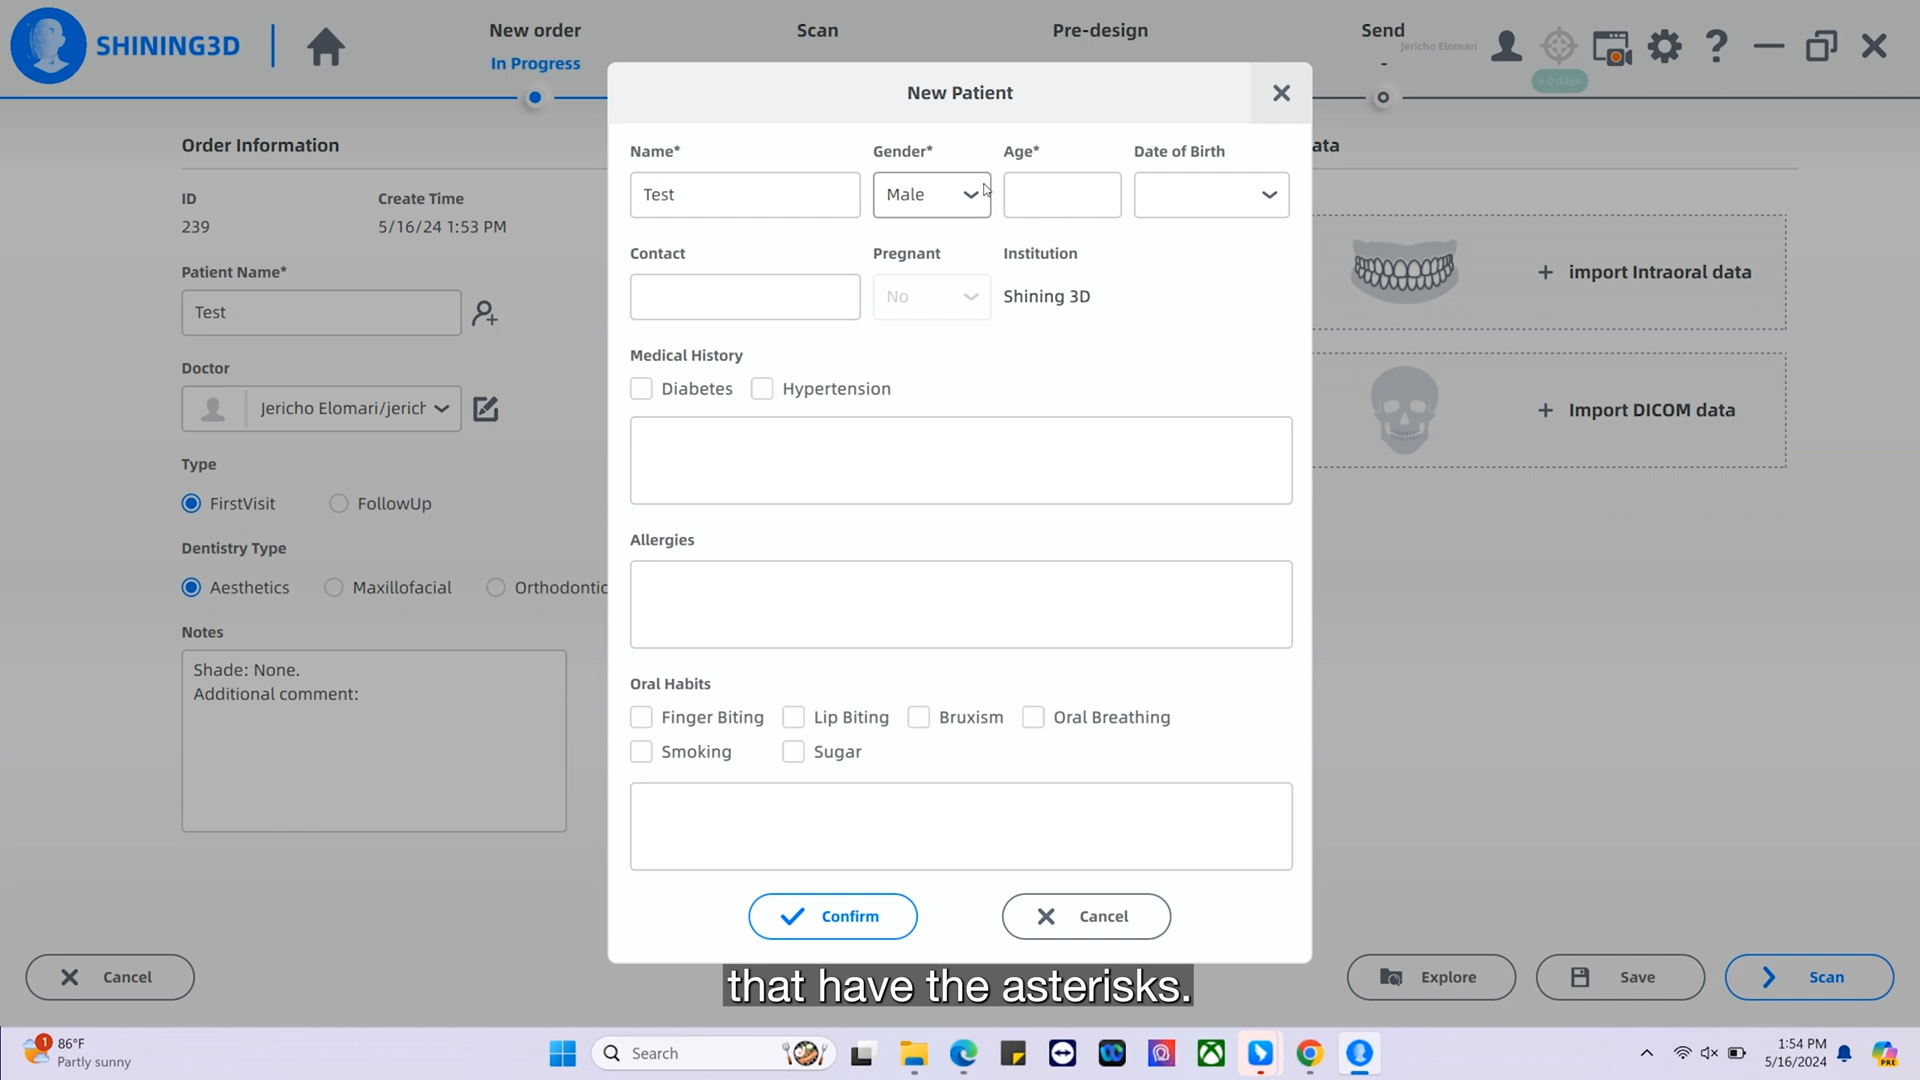 SHINING3D
New order
In Progress
Scan
Pre-design
Send
-
Jericho Elomari
+0 days
Order Information
ID
Create Time
239
5/16/24 1:53 PM
Patient Name*
Test
Doctor
Jericho Elomari/jerich
Type
FirstVisit
FollowUp
Dentistry Type
Aesthetics
Maxillofacial
Orthodontic
Notes
Shade: None.
Additional comment:
Cancel
New Patient
Name*
Gender*
Age*
Date of Birth
Test
Male
Contact
Pregnant
Institution
No
Shining 3D
Medical History
Diabetes
Hypertension
Allergies
Oral Habits
Finger Biting
Lip Biting
Bruxism
Oral Breathing
Smoking
Sugar
Confirm
Cancel
ata
+ import Intraoral data
+ Import DICOM data
Explore
Save
Scan
that have the asterisks.
1
86°F
Partly sunny
Search
1:54 PM
5/16/2024
PRE